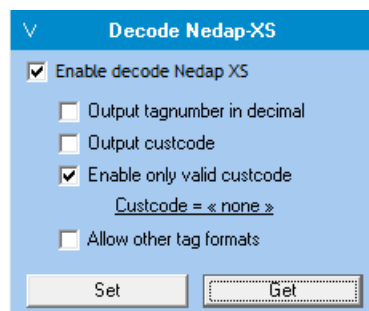 Decode Nedap-XS
Enable decode Nedap XS
Output tagnumber in decimal
Output custcode
Enable only valid custcode
Custcode = « none »
Allow other tag formats
Set Get